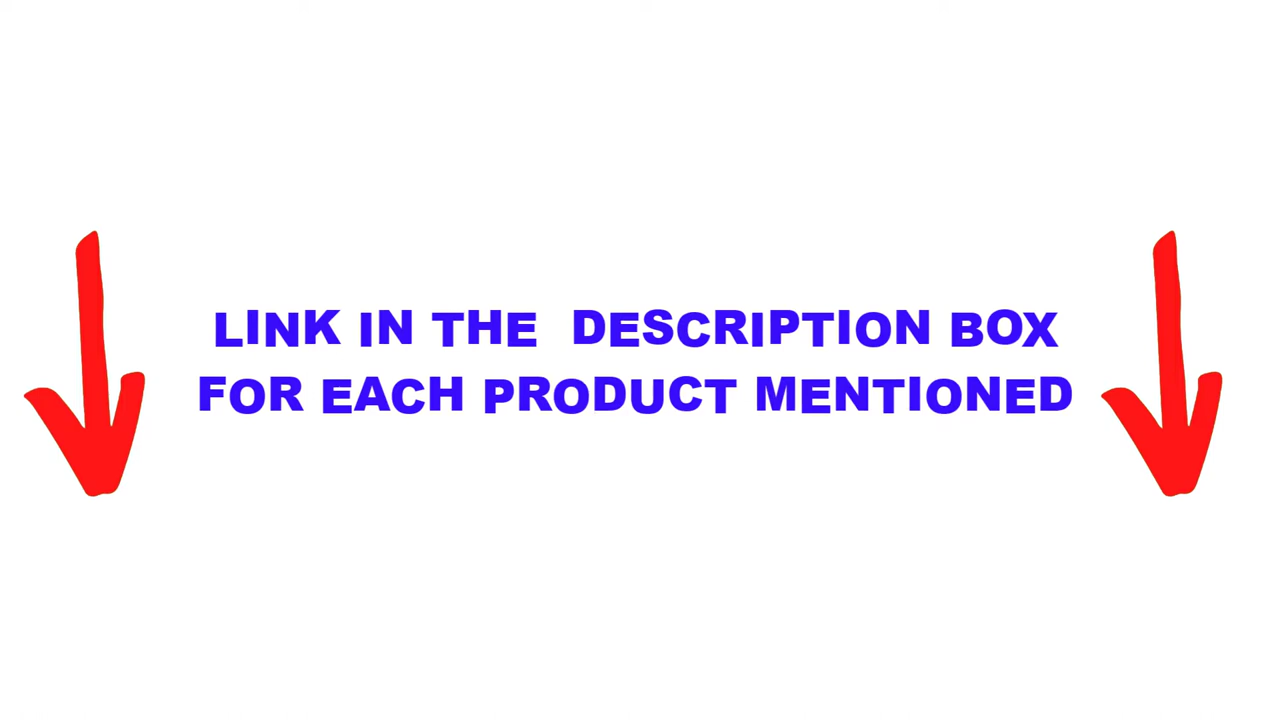 LINK IN THE DESCRIPTION BOX
FOR EACH PRODUCT MENTIONED